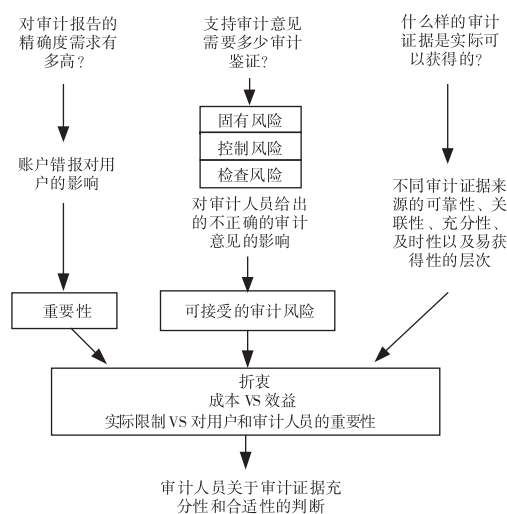 对审计报告的
精确度需求有
多高？
支持审计意见
需要多少审计
鉴证？
什么样的审计
证据是实际可
以获得的？
固有风险
控制风险
检查风险
账户错报对用
户的影响
对审计人员给出
的不正确的审计
意见的影响
不同审计证据来
源的可靠性、关
联性、充分性、
及时性以及易获
得性的层次
重要性
可接受的审计风险
折衷
成本 VS 效益
实际限制 VS 对用户和审计人员的重要性
审计人员关于审计证据充
分性和合适性的判断